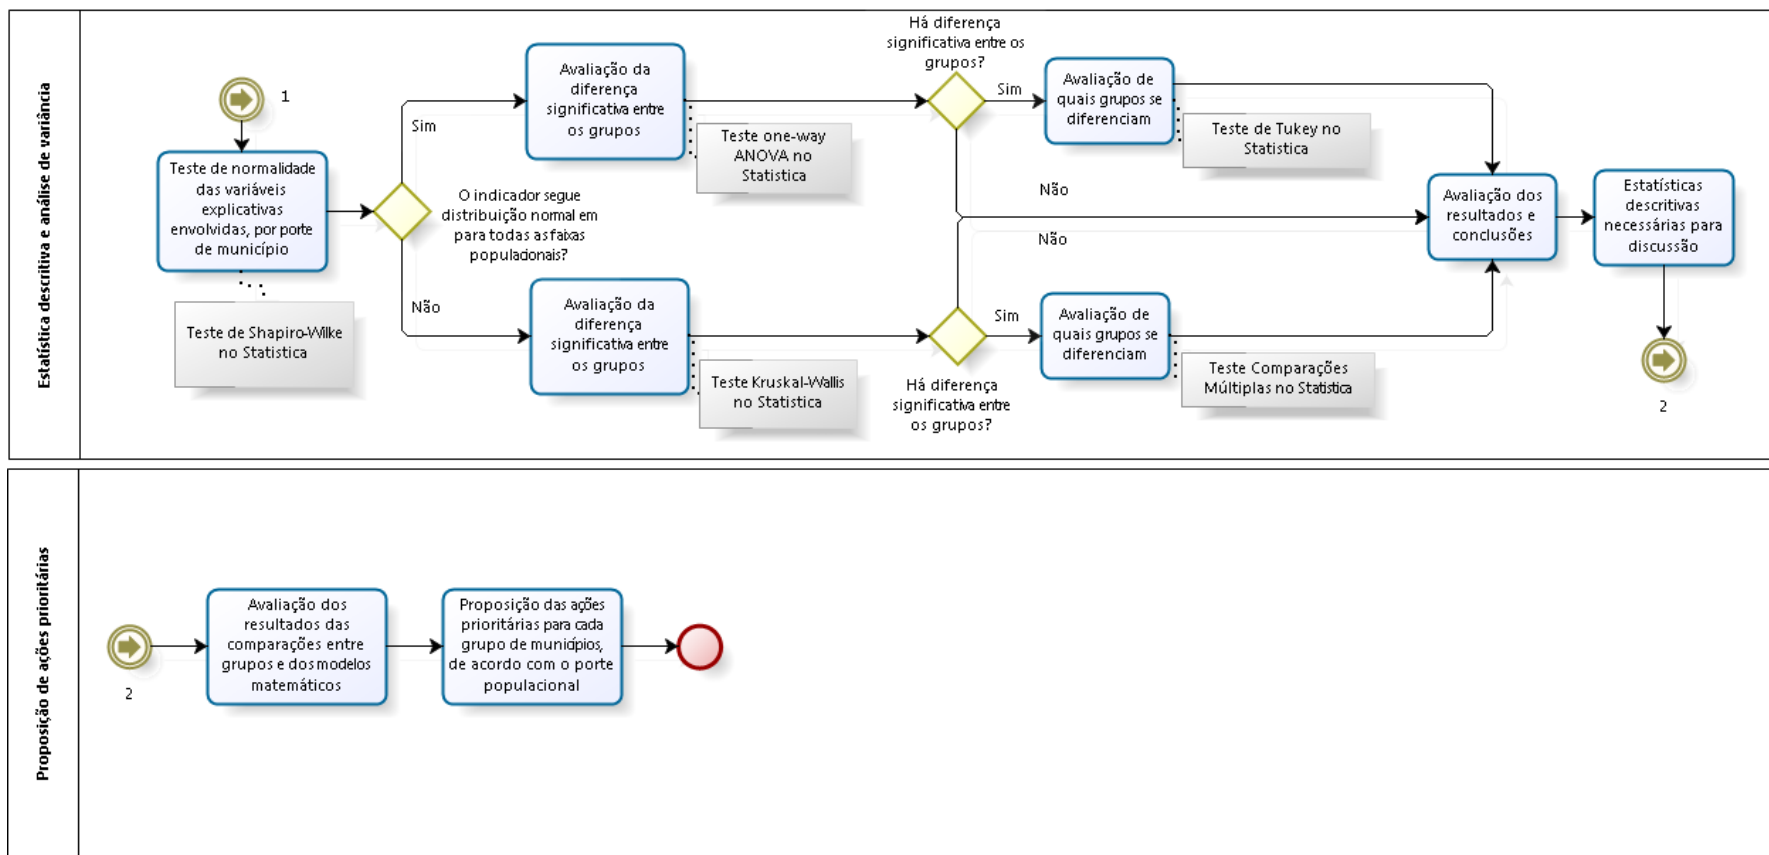 Estatística descritiva e análise de variância
1
Teste de normalidade
das variáveis
explicativas
envolvidas, por porte
de município
Teste de Shapiro-Wilke
no Statistica
Sim
Não
O indicador segue
distribuição normal em
para todas as faixas
populacionais?
Avaliação da
diferença
significativa entre
os grupos
Teste one-way
ANOVA no
Statistica
Avaliação da
diferença
significativa entre
os grupos
Teste Kruskal-Wallis
no Statistica
Há diferença
significativa entre os
grupos?
Sim
Não
Não
Sim
Há diferença
significativa entre
os grupos?
Avaliação de
quais grupos se
diferenciam
Teste de Tukey no
Statistica
Avaliação de
quais grupos se
diferenciam
Teste Comparações
Múltiplas no Statistica
Avaliação dos
resultados e
conclusões
Estatísticas
descritivas
necessárias para
discussão
2
Proposição de ações prioritárias
2
Avaliação dos
resultados das
comparações entre
grupos e dos modelos
matemáticos
Proposição das ações
prioritárias para cada
grupo de municípios,
de acordo com o porte
populacional